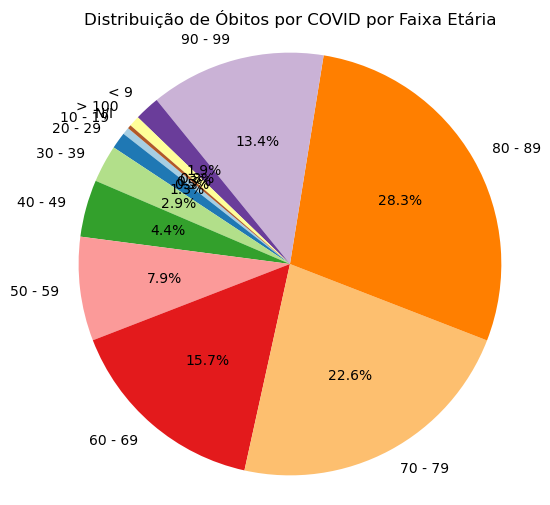 Distribuição de Óbitos por COVID por Faixa Etária
90 - 99
< 9
> 100
10 - 19
20 - 29
30 - 39
40 - 49
50 - 59
60 - 69
70 - 79
80 - 89
13.4%
1.9%
1.3%
2.9%
4.4%
7.9%
15.7%
22.6%
28.3%